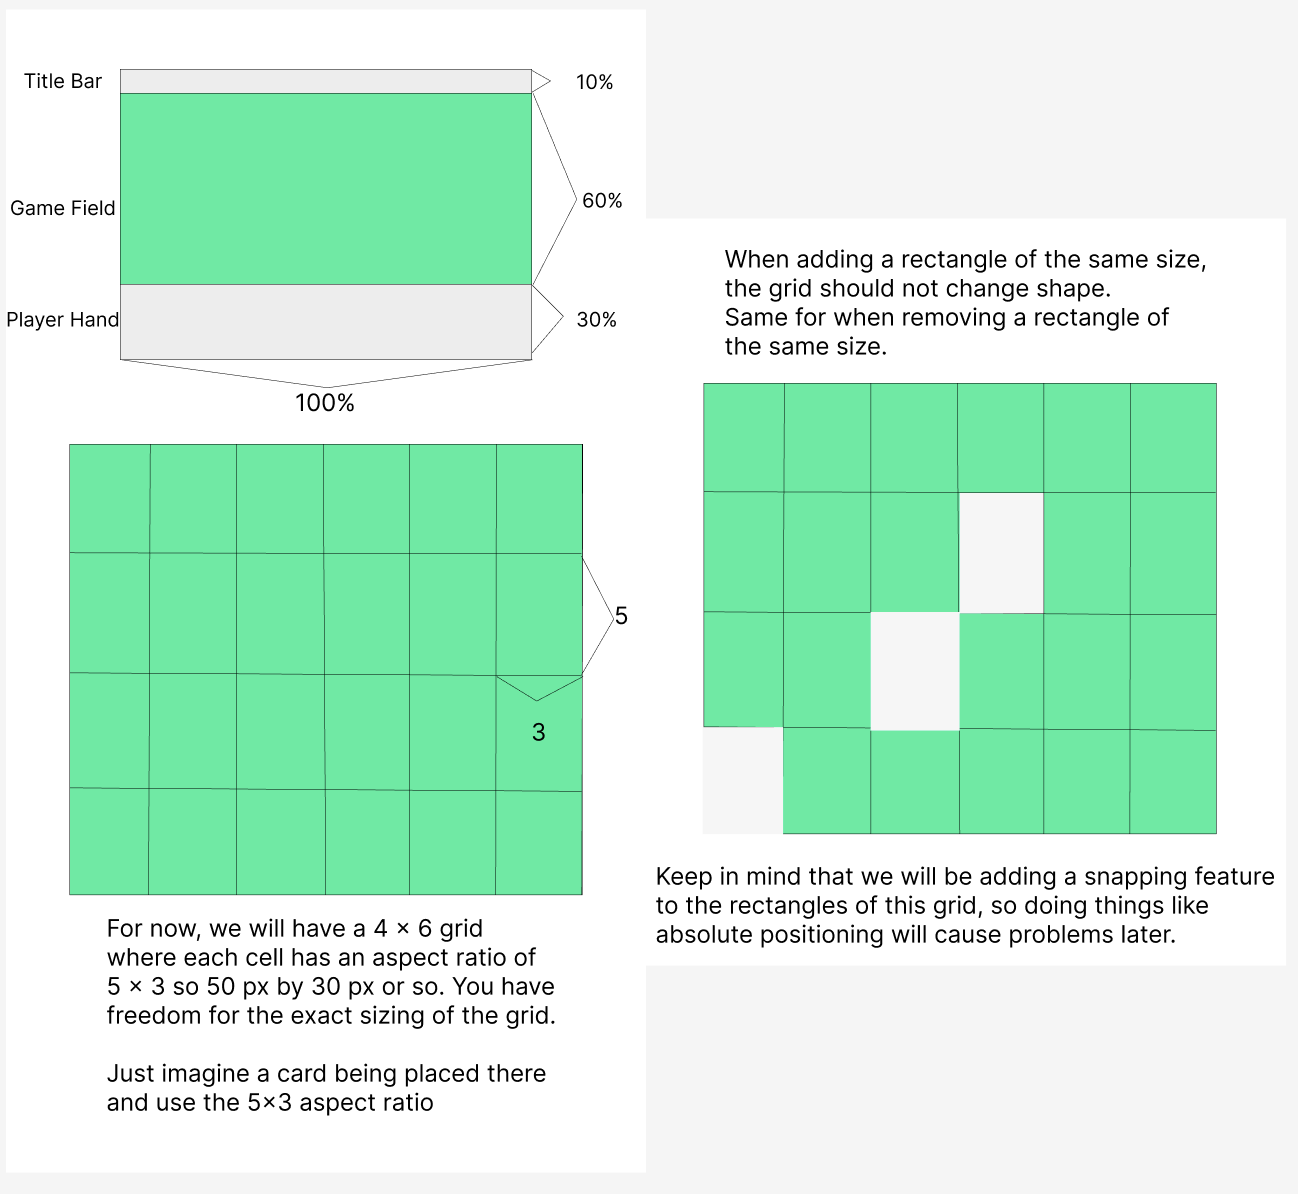 Title Bar
10%
Game Field
60%
Player Hand
30%
100%
5
3
For now, we will have a 4 × 6 grid
where each cell has an aspect ratio of
5 × 3 so 50 px by 30 px or so. You have
freedom for the exact sizing of the grid.
Just imagine a card being placed there
and use the 5×3 aspect ratio
When adding a rectangle of the same size,
the grid should not change shape.
Same for when removing a rectangle of
the same size.
Keep in mind that we will be adding a snapping feature
to the rectangles of this grid, so doing things like
absolute positioning will cause problems later.